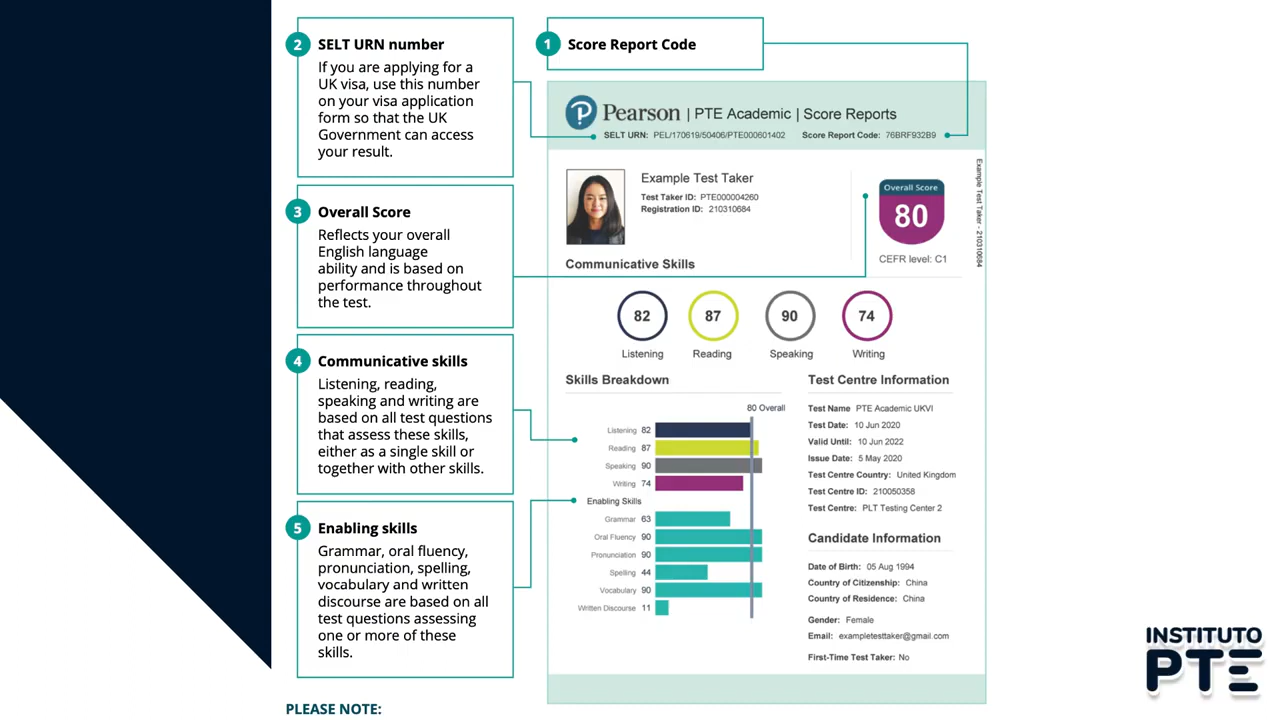 2 SELT URN number
If you are applying for a
UK visa, use this number
on your visa application
form so that the UK
Government can access
your result.
1 Score Report Code
3 Overall Score
Reflects your overall
English language
ability and is based on
performance throughout
the test.
4 Communicative skills
Listening, reading,
speaking and writing are
based on all test questions
that assess these skills,
either as a single skill or
together with other skills.
5 Enabling skills
Grammar, oral fluency,
pronunciation, spelling,
vocabulary and written
discourse are based on all
test questions assessing
one or more of these
skills.
PLEASE NOTE:
P Pearson | PTE Academic | Score Reports
SELT URN: PEL/170619/50406/PTE000601402 Score Report Code: 76BRF932B9
Example Test Taker
Test Taker ID: PTE000004260
Registration ID: 210310684
Overall Score
80
CEFR level: C1
Example Test Taker - 210310684
Communicative Skills
82 87 90 74
Listening Reading Speaking Writing
Skills Breakdown
80 Overall
Listening 82
Reading 87
Speaking 90
Writing 74
Enabling Skills
Grammar 63
Oral Fluency 90
Pronunciation 90
Spelling 44
Vocabulary 90
Written Discourse 11
Test Centre Information
Test Name PTE Academic UKVI
Test Date: 10 Jun 2020
Valid Until: 10 Jun 2022
Issue Date: 5 May 2020
Test Centre Country: United Kingdom
Test Centre ID: 210050358
Test Centre: PLT Testing Center 2
Candidate Information
Date of Birth: 05 Aug 1994
Country of Citizenship: China
Country of Residence: China
Gender: Female
Email: exampletesttaker@gmail.com
First-Time Test Taker: No
INSTITUTO
PTE